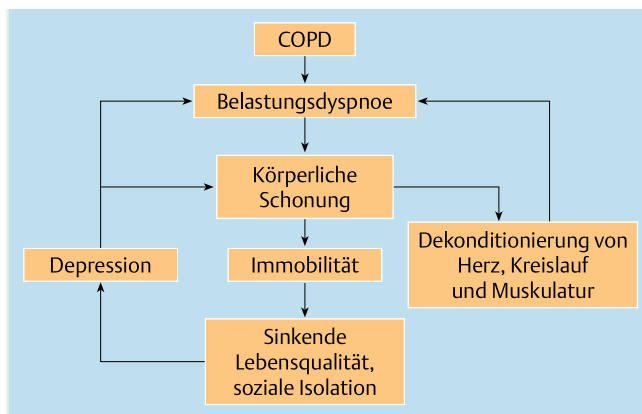 COPD
Belastungsdyspnoe
Körperliche
Schonung
Depression
Immobilität
Dekonditionierung von
Herz, Kreislauf
und Muskulatur
Sinkende
Lebensqualität,
soziale Isolation